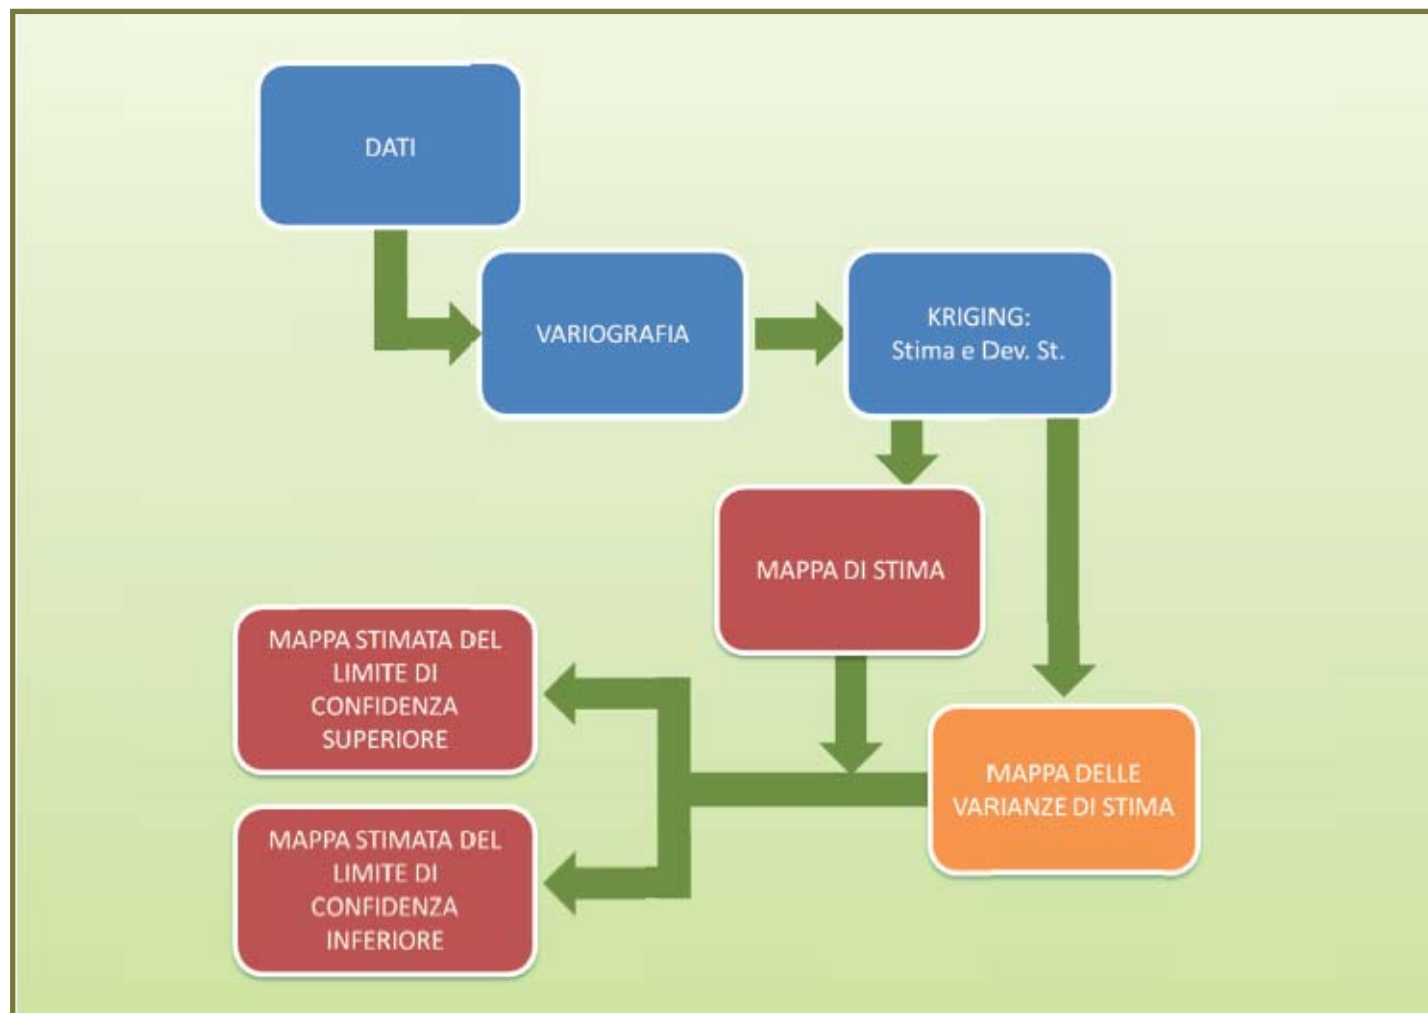 DATI
VARIOGRAFIA
KRIGING:
Stima e Dev. St.
MAPPA DI STIMA
MAPPA STIMATA DEL
LIMITE DI
CONFIDENZA
SUPERIORE
MAPPA DELLE
VARIANZE DI STIMA
MAPPA STIMATA DEL
LIMITE DI
CONFIDENZA
INFERIORE